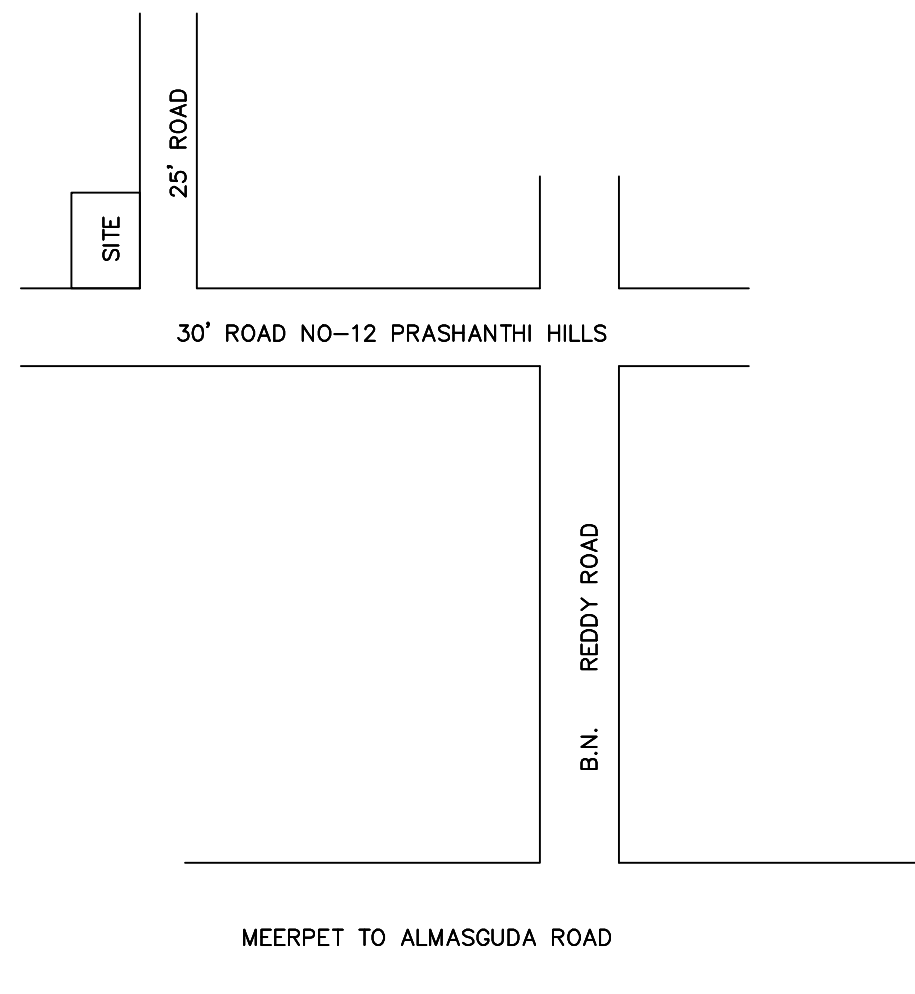 25' ROAD
SITE
30' ROAD NO-12 PRASHANTHI HILLS
B.N. REDDY ROAD
MEERPET TO ALMASGUDA ROAD